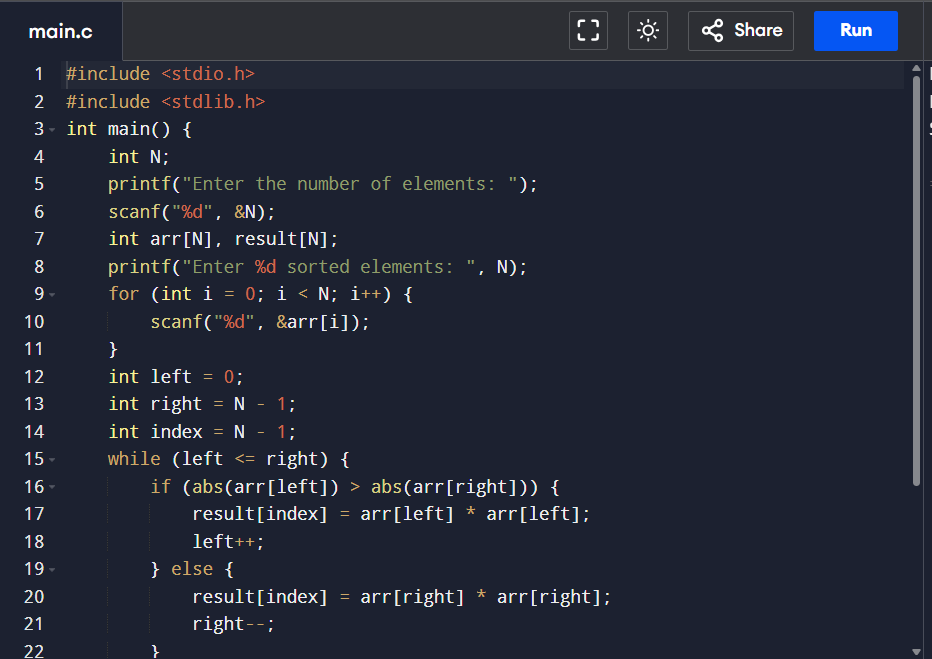 main.c
Share
Run
1 #include <stdio.h>
2 #include <stdlib.h>
3 int main() {
4     int N;
5     printf("Enter the number of elements: ");
6     scanf("%d", &N);
7     int arr[N], result[N];
8     printf("Enter %d sorted elements: ", N);
9     for (int i = 0; i < N; i++) {
10         scanf("%d", &arr[i]);
11     }
12     int left = 0;
13     int right = N - 1;
14     int index = N - 1;
15     while (left <= right) {
16         if (abs(arr[left]) > abs(arr[right])) {
17             result[index] = arr[left] * arr[left];
18             left++;
19         } else {
20             result[index] = arr[right] * arr[right];
21             right--;
22         }